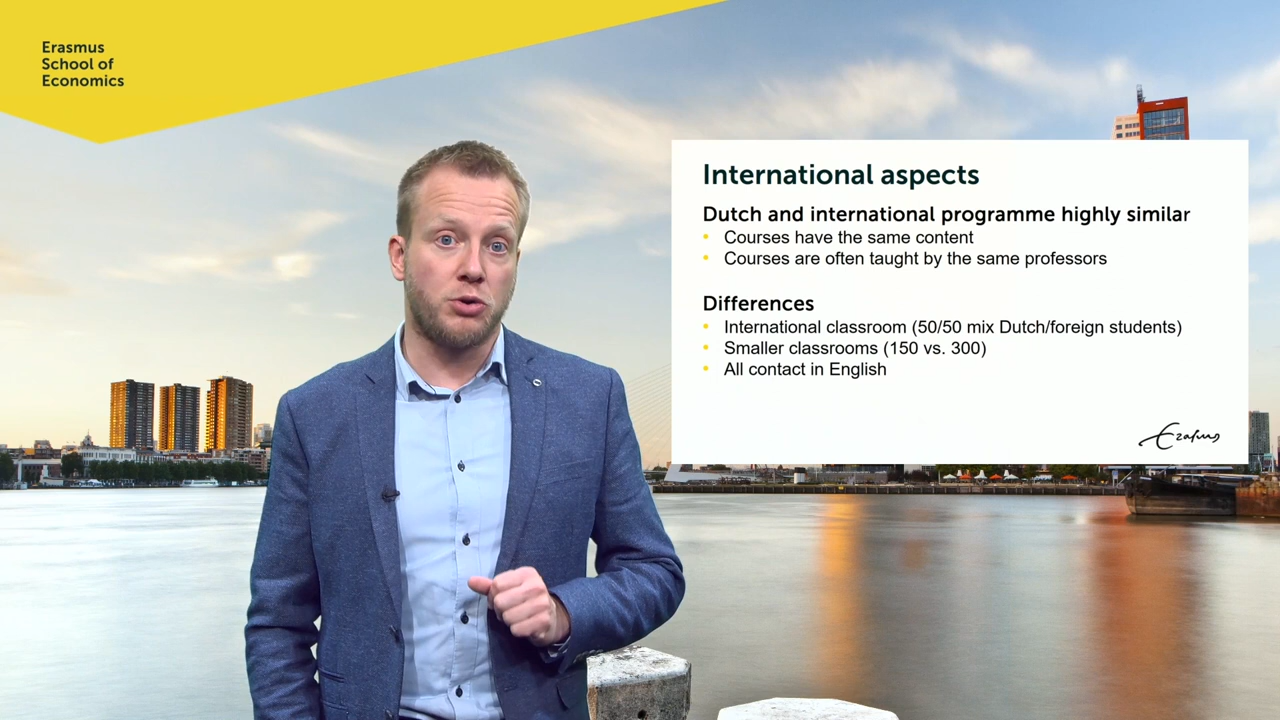 Erasmus
School of
Economics
International aspects
Dutch and international programme highly similar
• Courses have the same content
• Courses are often taught by the same professors
Differences
• International classroom (50/50 mix Dutch/foreign students)
• Smaller classrooms (150 vs. 300)
• All contact in English
Erasmus